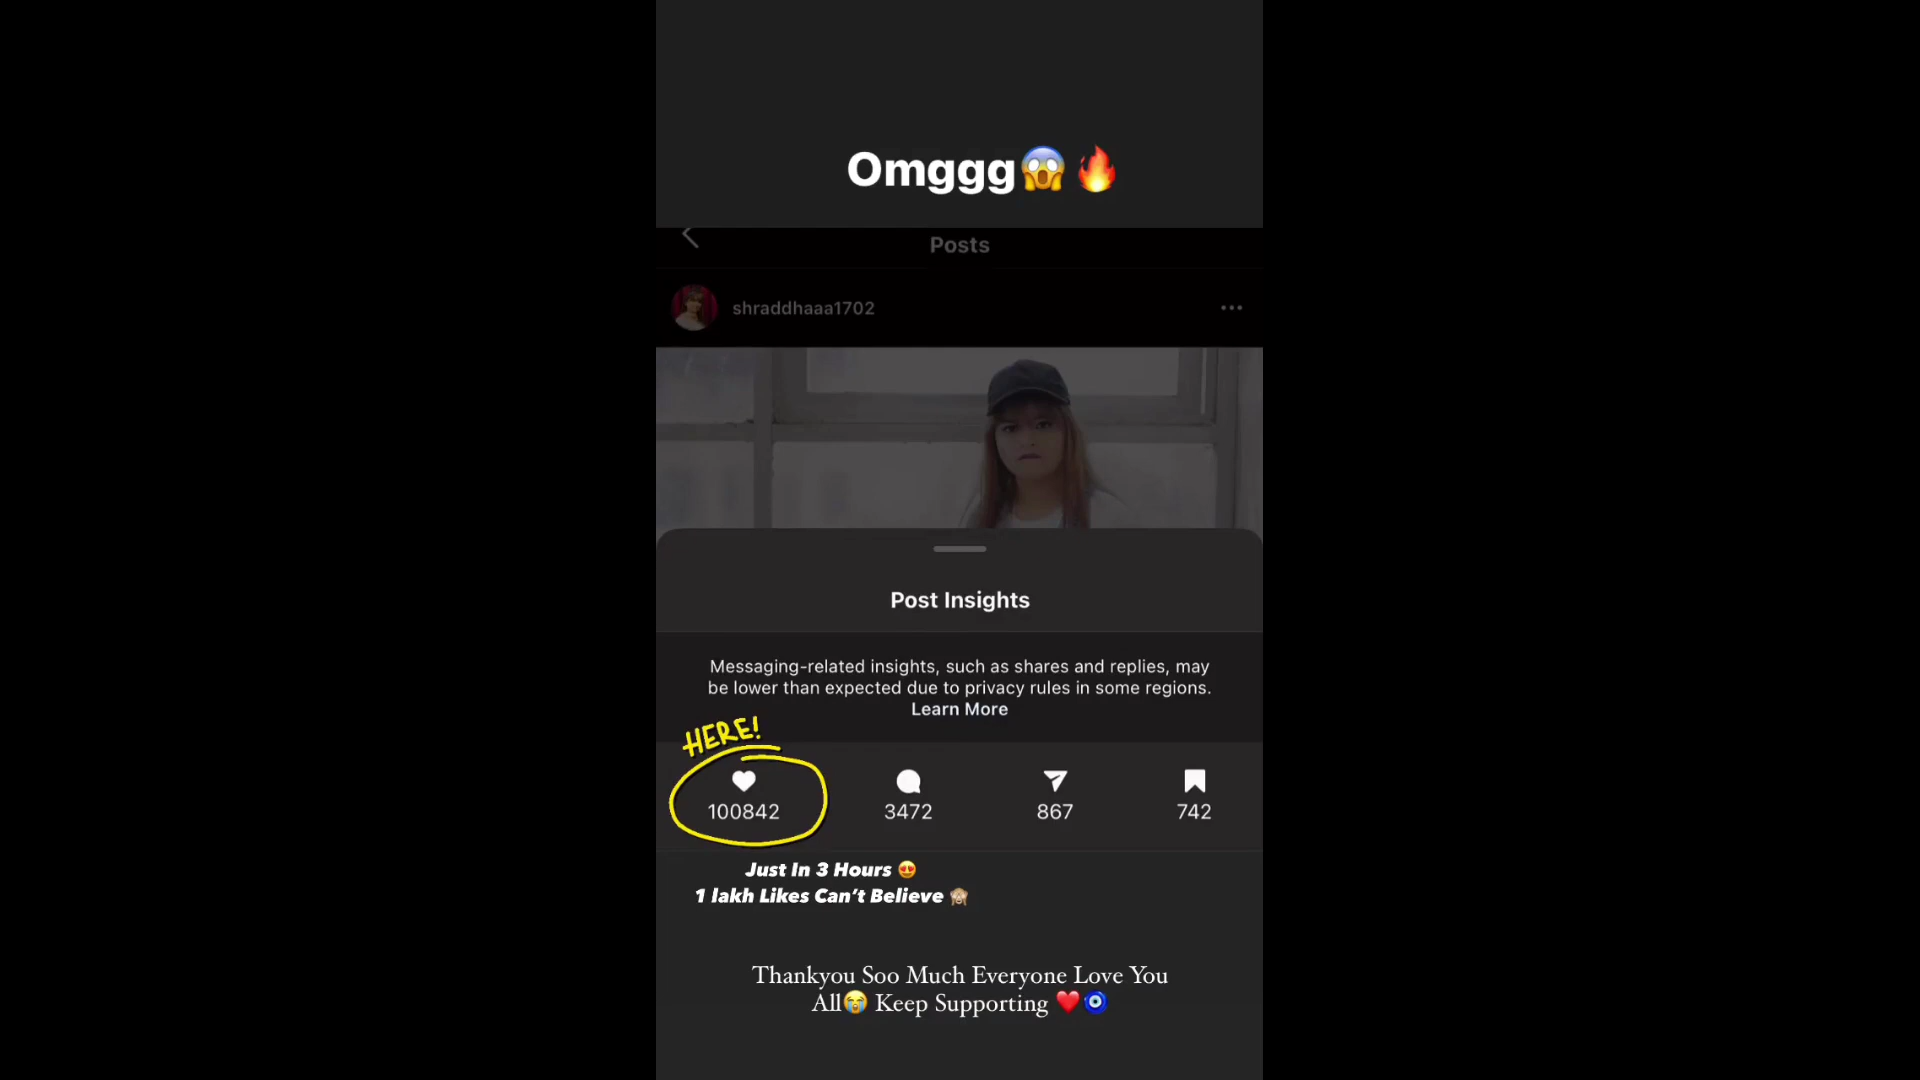 Omggg😱🔥
Posts
shraddhaaa1702
Post Insights
Messaging-related insights, such as shares and replies, may
be lower than expected due to privacy rules in some regions.
Learn More
HERE!
100842 3472 867 742
Just In 3 Hours 😍
1 lakh Likes Can’t Believe 🙈
Thankyou Soo Much Everyone Love You
All😭 Keep Supporting ❤️🧿